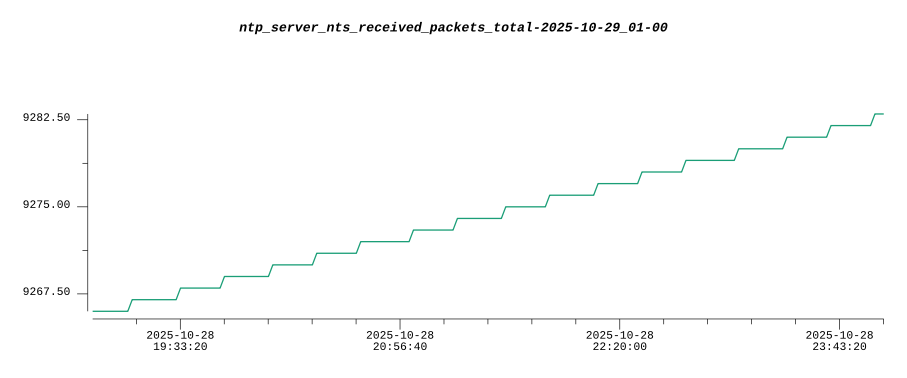 ntp_server_nts_received_packets_total-2025-10-29_01-00
9282.50
9275.00
9267.50
2025-10-28 2025-10-28 2025-10-28 2025-10-28
19:33:20 20:56:40 22:20:00 23:43:20